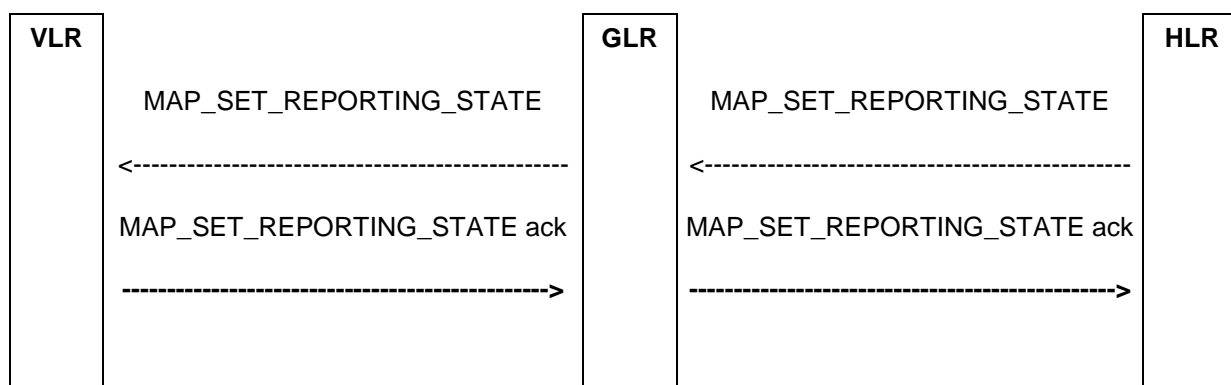 VLR GLR HLR
MAP_SET_REPORTING_STATE MAP_SET_REPORTING_STATE
<------------------------------------------------ <------------------------------------------------
MAP_SET_REPORTING_STATE ack MAP_SET_REPORTING_STATE ack
------------------------------------------------> ------------------------------------------------>